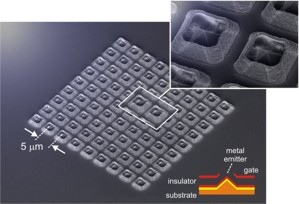 5 μm
metal
emitter
gate
insulator
substrate